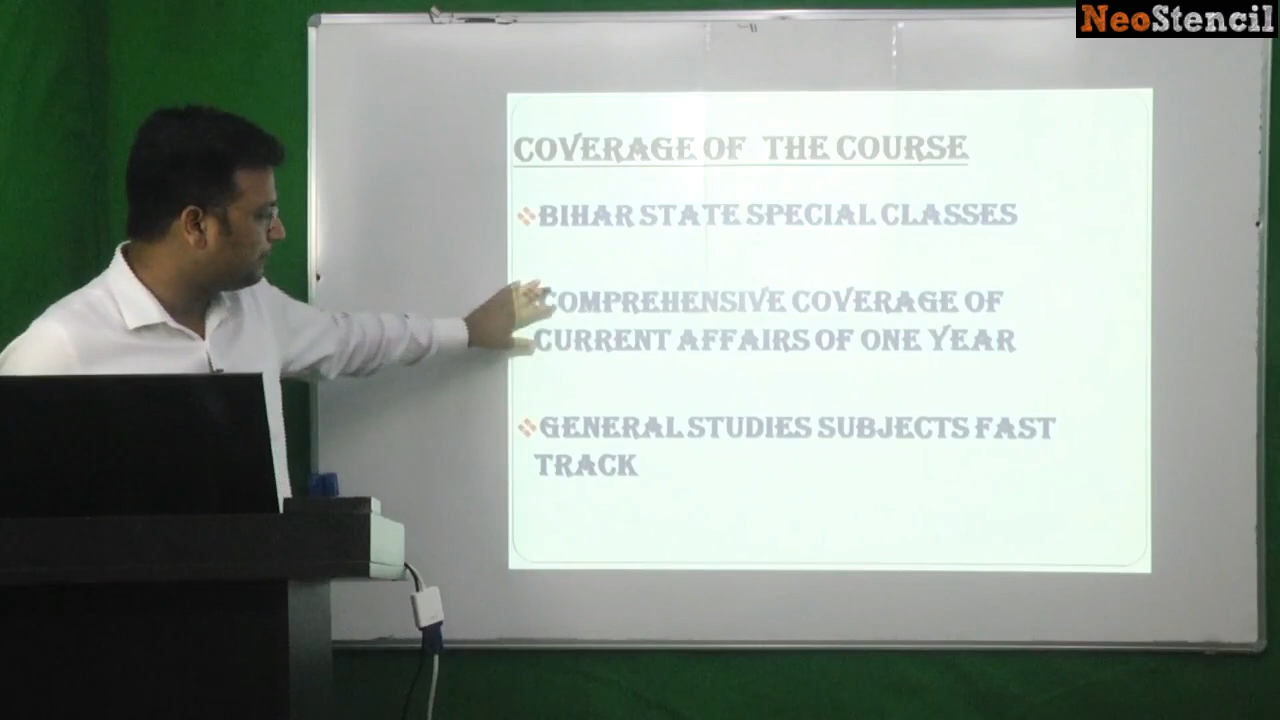 NeoStencil
COVERAGE OF THE COURSE
BIHAR STATE SPECIAL CLASSES
COMPREHENSIVE COVERAGE OF
CURRENT AFFAIRS OF ONE YEAR
GENERAL STUDIES SUBJECTS FAST
TRACK